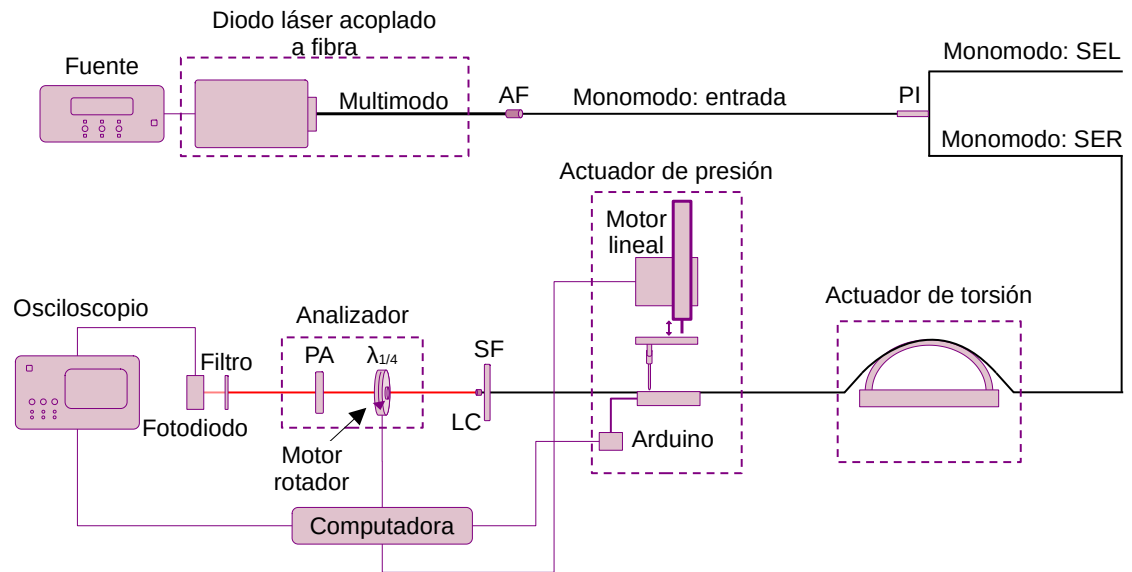 Diodo láser acoplado
a fibra
Fuente
Multimodo
AF
Monomodo: entrada
PI
Monomodo: SEL
Monomodo: SER
Actuador de presión
Motor
lineal
Actuador de torsión
Osciloscopio
Analizador
Filtro
PA
λ1/4
SF
LC
Fotodiodo
Motor
rotador
Arduino
Computadora